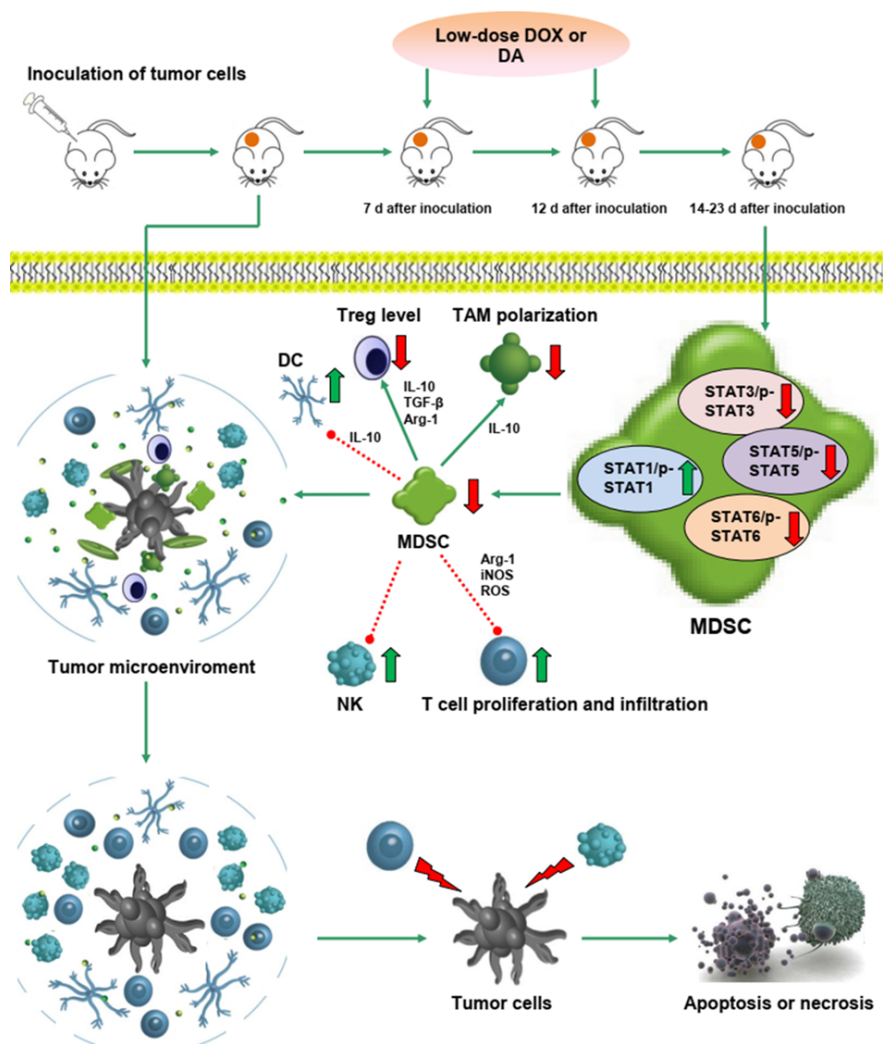 Low-dose DOX or
DA
Inoculation of tumor cells
7 d after inoculation
12 d after inoculation
14-23 d after inoculation
Treg level
TAM polarization
DC
IL-10
TGF-β
Arg-1
IL-10
IL-10
STAT3/p-
STAT3
STAT5/p-
STAT5
STAT1/p-
STAT1
STAT6/p-
STAT6
MDSC
MDSC
Arg-1
iNOS
ROS
Tumor microenviroment
NK
T cell proliferation and infiltration
Tumor cells
Apoptosis or necrosis